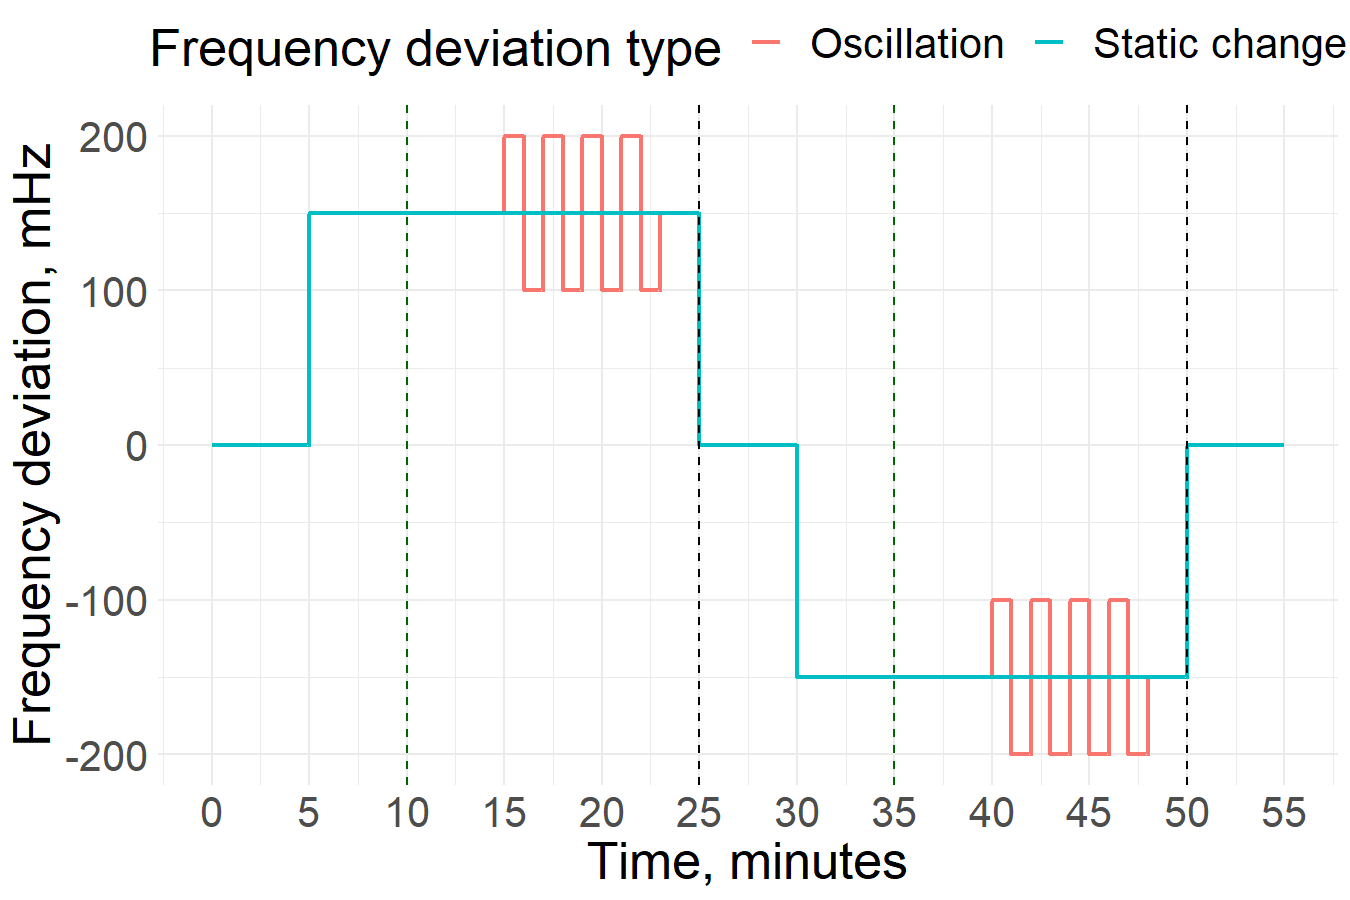 Frequency deviation type Oscillation Static change
Frequency deviation, mHz
200
100
0
-100
-200
0 5 10 15 20 25 30 35 40 45 50 55
Time, minutes